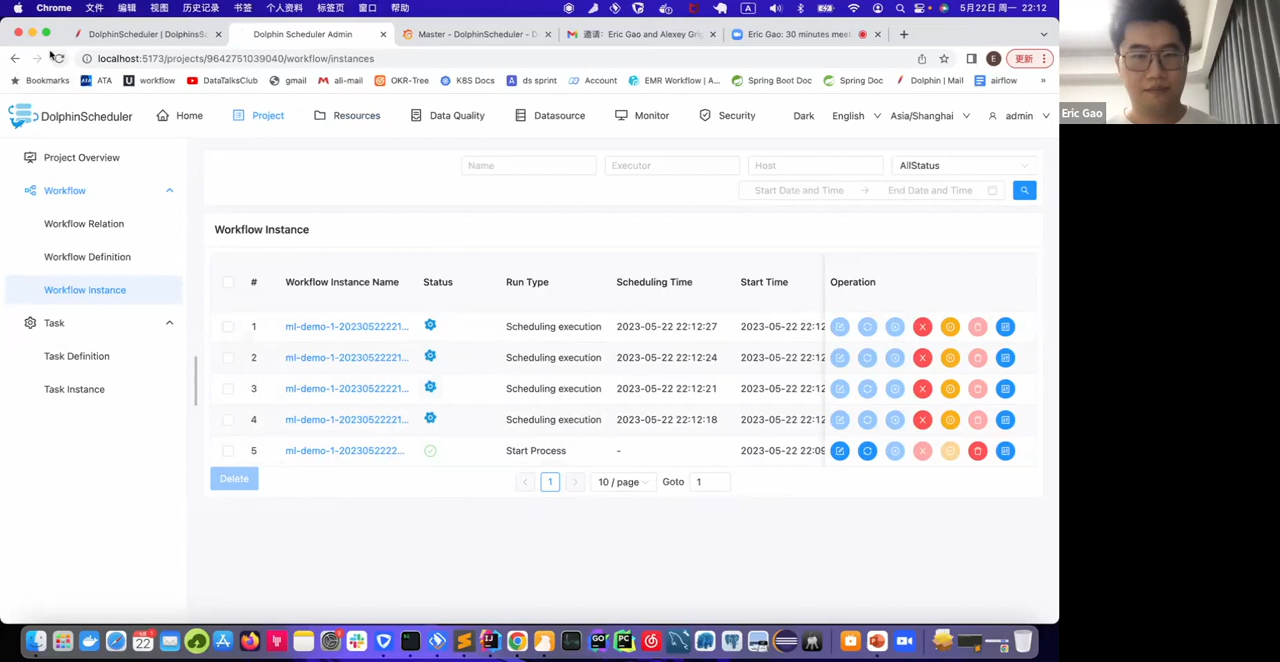 Chrome 文件 编辑 视图 历史记录 书签 个人资料 标签页 窗口 帮助 A 5月22日 周一 22:12
DolphinScheduler | DolphinS Dolphin Scheduler Admin Master - DolphinScheduler - D 邀请：Eric Gao and Alexey Gri Eric Gao: 30 minutes meet
localhost:5173/projects/9642751039040/workflow/instances E 更新
Bookmarks ATA workflow DataTalksClub gmail ali-mail OKR-Tree K8S Docs ds sprint Account EMR Workflow | A... Spring Boot Doc Spring Doc Dolphin | Mail airflow »
Eric Gao
DolphinScheduler Home Project Resources Data Quality Datasource Monitor Security Dark English Asia/Shanghai admin
Project Overview
Workflow
Workflow Relation
Workflow Definition
Workflow Instance
Task
Task Definition
Task Instance
Name Executor Host AllStatus
Start Date and Time → End Date and Time
Workflow Instance
# Workflow Instance Name Status Run Type Scheduling Time Start Time Operation
1 ml-demo-1-20230522221... Scheduling execution 2023-05-22 22:12:27 2023-05-22 22:12
2 ml-demo-1-20230522221... Scheduling execution 2023-05-22 22:12:24 2023-05-22 22:12
3 ml-demo-1-20230522221... Scheduling execution 2023-05-22 22:12:21 2023-05-22 22:12
4 ml-demo-1-20230522221... Scheduling execution 2023-05-22 22:12:18 2023-05-22 22:12
5 ml-demo-1-2023052222... Start Process - 2023-05-22 22:09
Delete 1 10 / page Goto 1